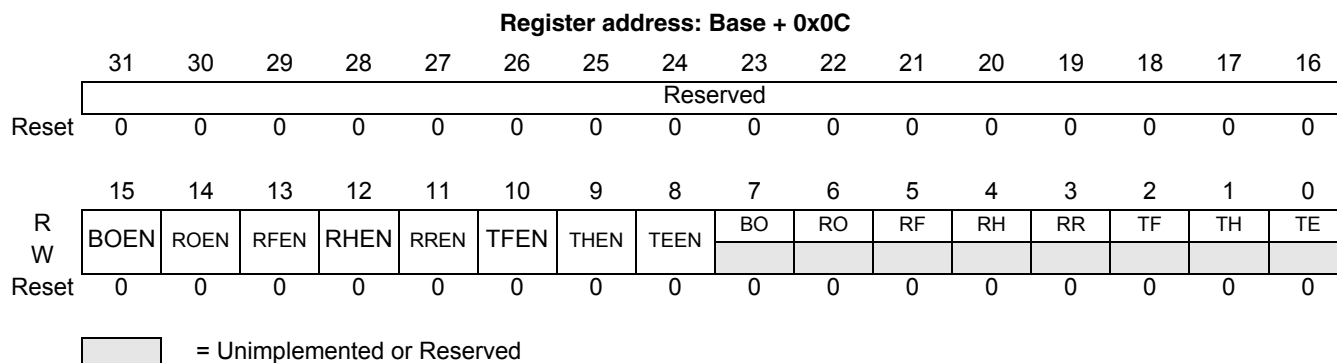 Register address: Base + 0x0C
31 30 29 28 27 26 25 24 23 22 21 20 19 18 17 16
Reserved
Reset 0 0 0 0 0 0 0 0 0 0 0 0 0 0 0 0
15 14 13 12 11 10 9 8 7 6 5 4 3 2 1 0
R BOEN ROEN RFEN RHEN RREN TFEN THEN TEEN BO RO RF RH RR TF TH TE
W
Reset 0 0 0 0 0 0 0 0 0 0 0 0 0 0 0 0
= Unimplemented or Reserved